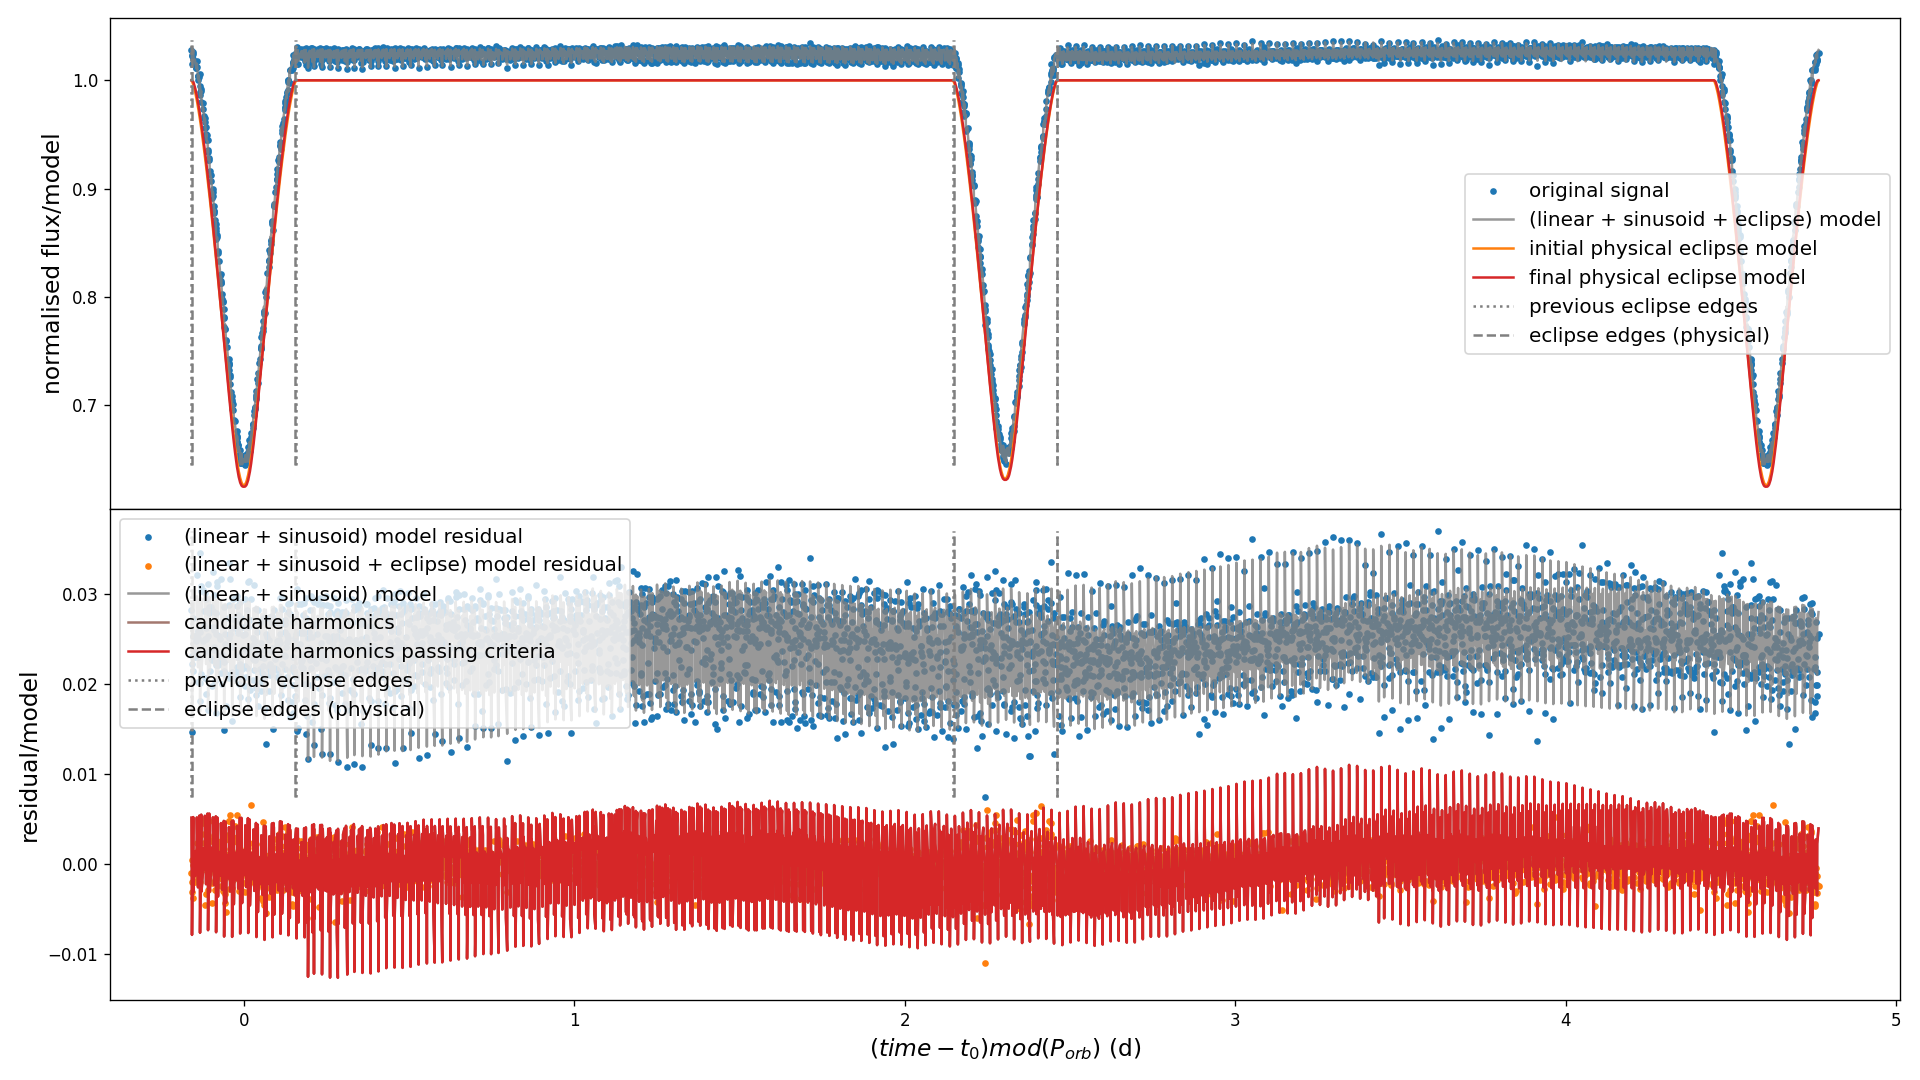 normalised flux/model
1.0
0.9
0.8
0.7
original signal
(linear + sinusoid + eclipse) model
initial physical eclipse model
final physical eclipse model
previous eclipse edges
eclipse edges (physical)
residual/model
0.03
0.02
0.01
0.00
−0.01
(linear + sinusoid) model residual
(linear + sinusoid + eclipse) model residual
(linear + sinusoid) model
candidate harmonics
candidate harmonics passing criteria
previous eclipse edges
eclipse edges (physical)
0 1 2 3 4 5
(time − t₀)mod(Pₒᵣb) (d)